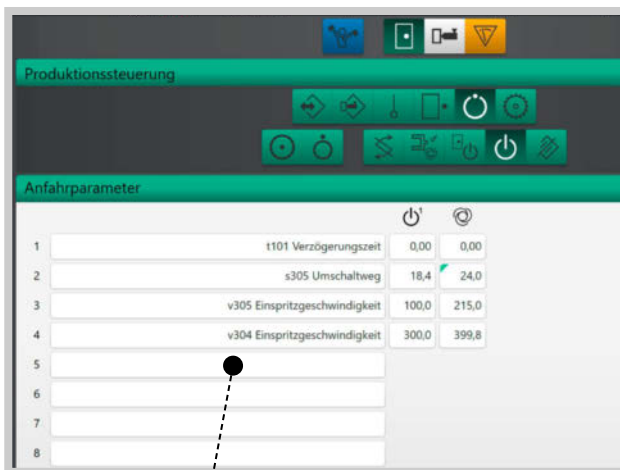 Produktionssteuerung
Anfahrparameter
1
1 t101 Verzögerungszeit 0,00 0,00
2 s305 Umschaltweg 18,4 24,0
3 v305 Einspritzgeschwindigkeit 100,0 215,0
4 v304 Einspritzgeschwindigkeit 300,0 399,8
5
6
7
8